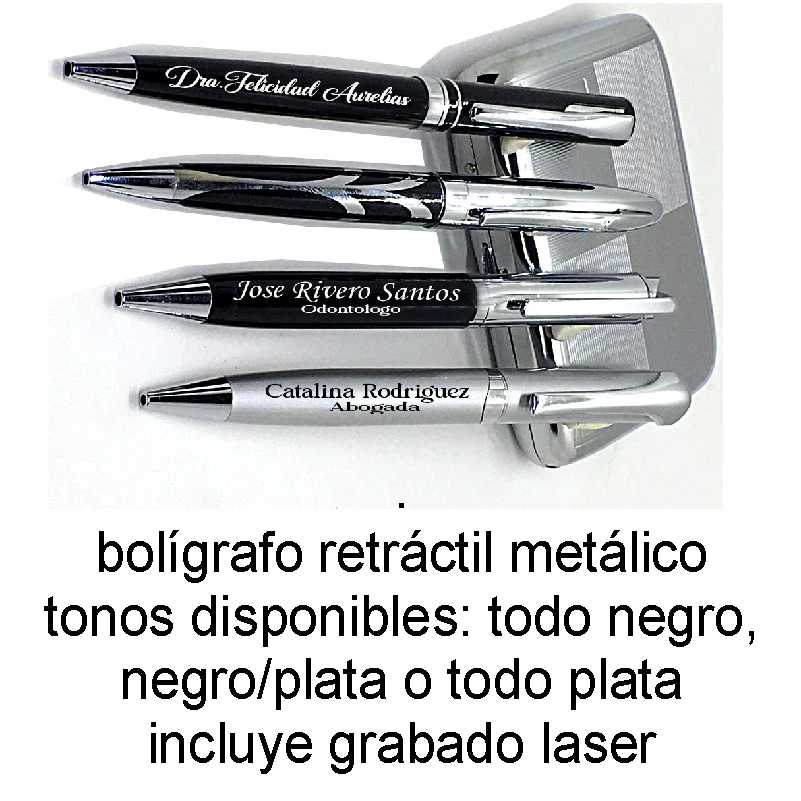 Dra. Felicidad Aurelias
Jose Rivero Santos
Odontologo
Catalina Rodriguez
Abogada
bolígrafo retráctil metálico
tonos disponibles: todo negro,
negro/plata o todo plata
incluye grabado laser